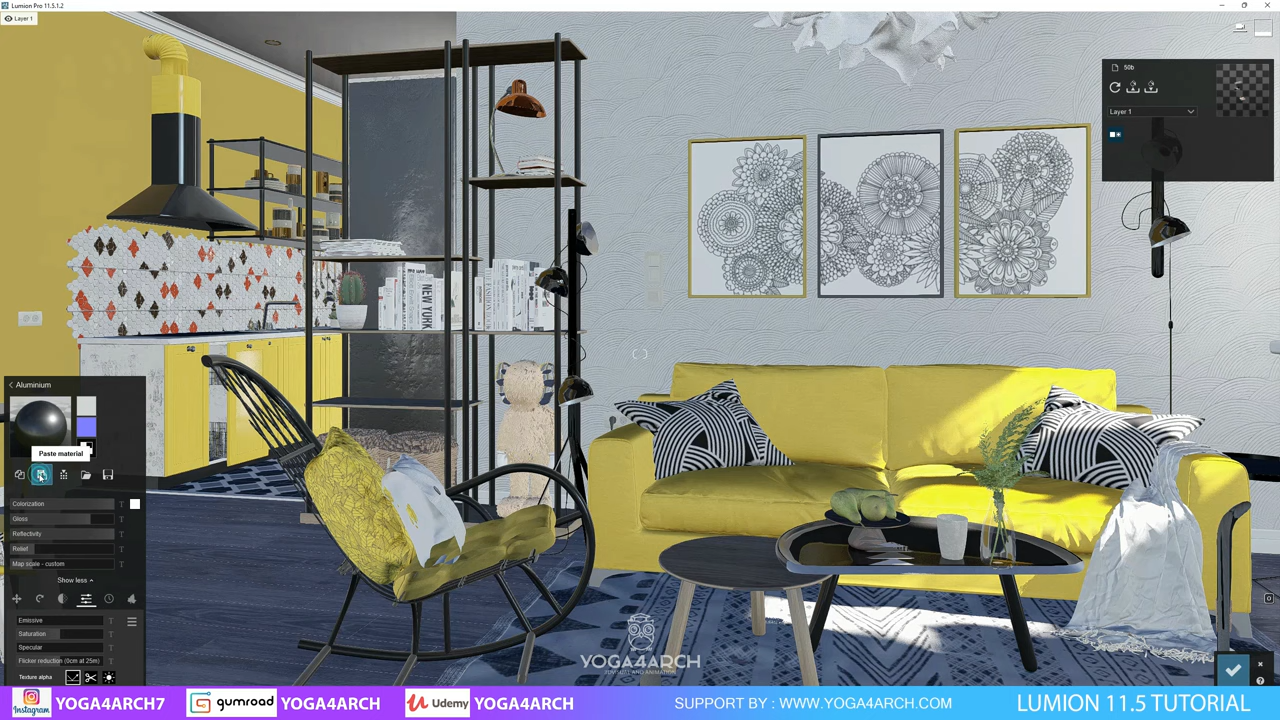 Lumion Pro 11.5.1.2
Layer 1
50b
Layer 1
NEW YORK
Aluminium
Paste material
Colorization
T
Gloss
T
Reflectivity
T
Relief
T
Map scale - custom
T
Show less
Emissive
T
Saturation
T
Specular
T
Flicker reduction (0cm at 25m)
T
Texture alpha
YOGA4ARCH
Instagram
YOGA4ARCH7
gumroad
YOGA4ARCH
Udemy
YOGA4ARCH
SUPPORT BY : WWW.YOGA4ARCH.COM
LUMION 11.5 TUTORIAL